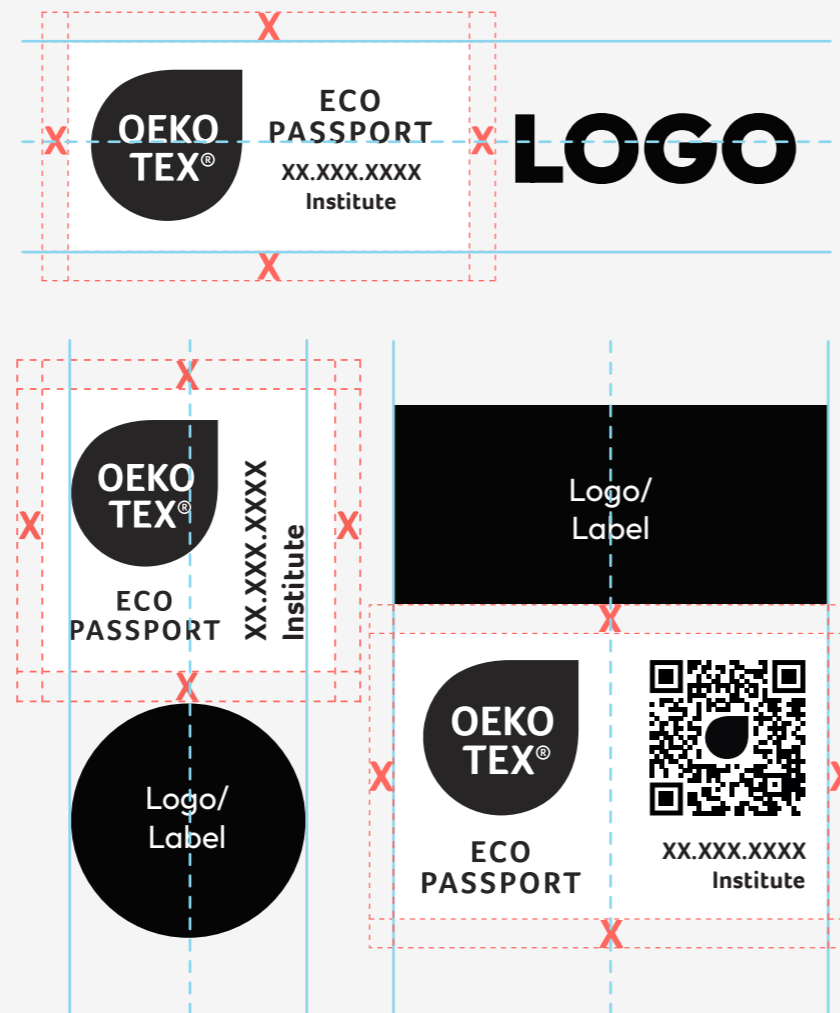 X
OEKO
TEX®
ECO
PASSPORT
XX.XXX.XXXX
Institute
X
X
LOGO
X
X
OEKO
TEX®
ECO
PASSPORT
XX.XXX.XXXX
Institute
X
X
X
Logo/
Label
Logo/
Label
X
OEKO
TEX®
ECO
PASSPORT
XX.XXX.XXXX
Institute
X
X
X